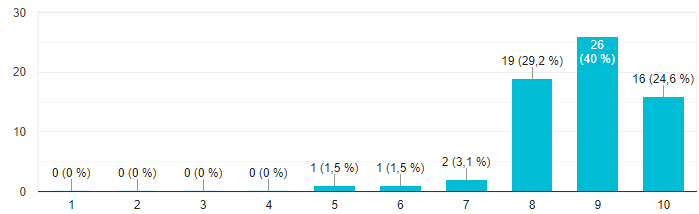 30
20
10
0
0 (0 %)
0 (0 %)
0 (0 %)
0 (0 %)
1 (1,5 %)
1 (1,5 %)
2 (3,1 %)
19 (29,2 %)
26
(40 %)
16 (24,6 %)
1
2
3
4
5
6
7
8
9
10